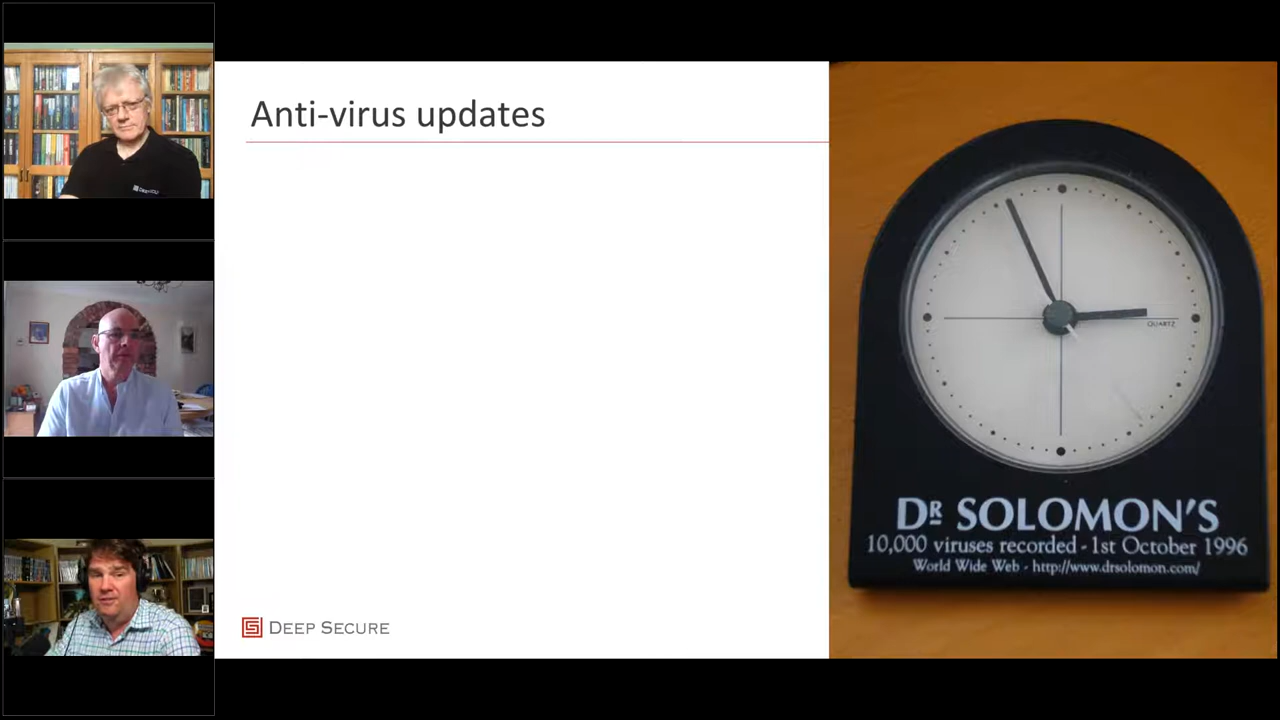 Anti-virus updates
QUARTZ
DR SOLOMON'S
10,000 viruses recorded - 1st October 1996
World Wide Web - http://www.drsolomon.com/
DEEP SECURE